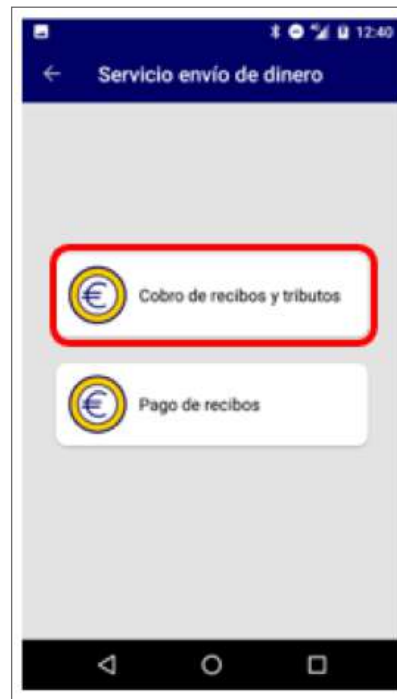 12:40
Servicio envío de dinero
€ Cobro de recibos y tributos
€ Pago de recibos